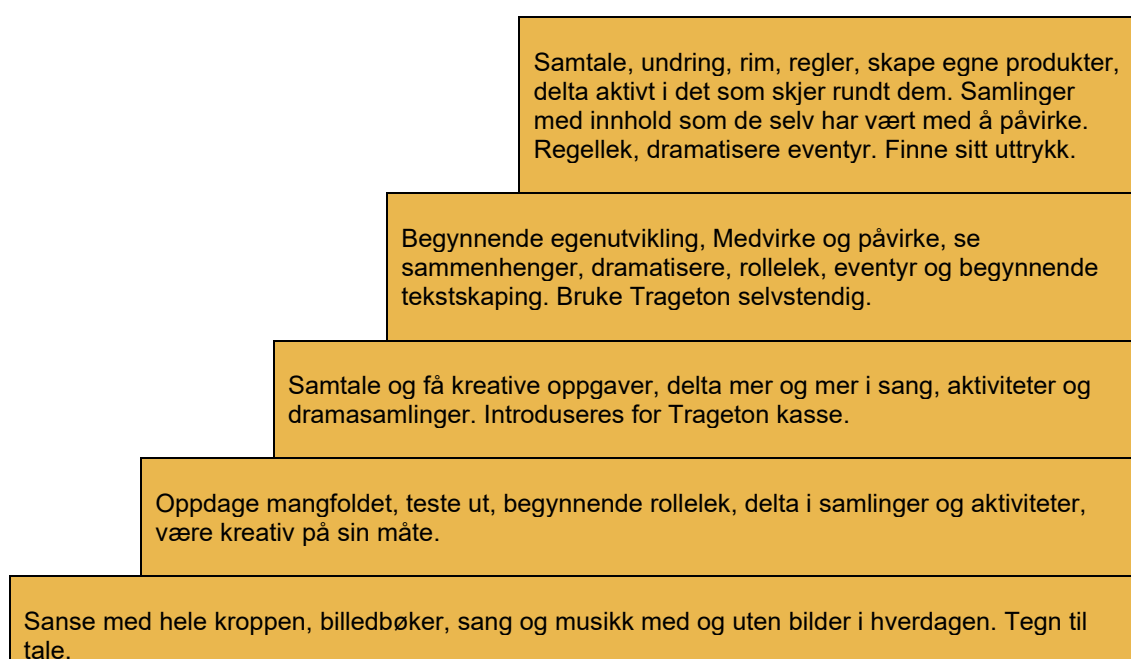 Samtale, undring, rim, regler, skape egne produkter,
delta aktivt i det som skjer rundt dem. Samlinger
med innhold som de selv har vært med å påvirke.
Regellek, dramatisere eventyr. Finne sitt uttrykk.
Begynnende egenutvikling, Medvirke og påvirke, se
sammenhenger, dramatisere, rollelek, eventyr og begynnende
tekstskaping. Bruke Trageton selvstendig.
Samtale og få kreative oppgaver, delta mer og mer i sang, aktiviteter og
dramasamlinger. Introduseres for Trageton kasse.
Oppdage mangfoldet, teste ut, begynnende rollelek, delta i samlinger og aktiviteter,
være kreativ på sin måte.
Sanse med hele kroppen, billedbøker, sang og musikk med og uten bilder i hverdagen. Tegn til
tale.